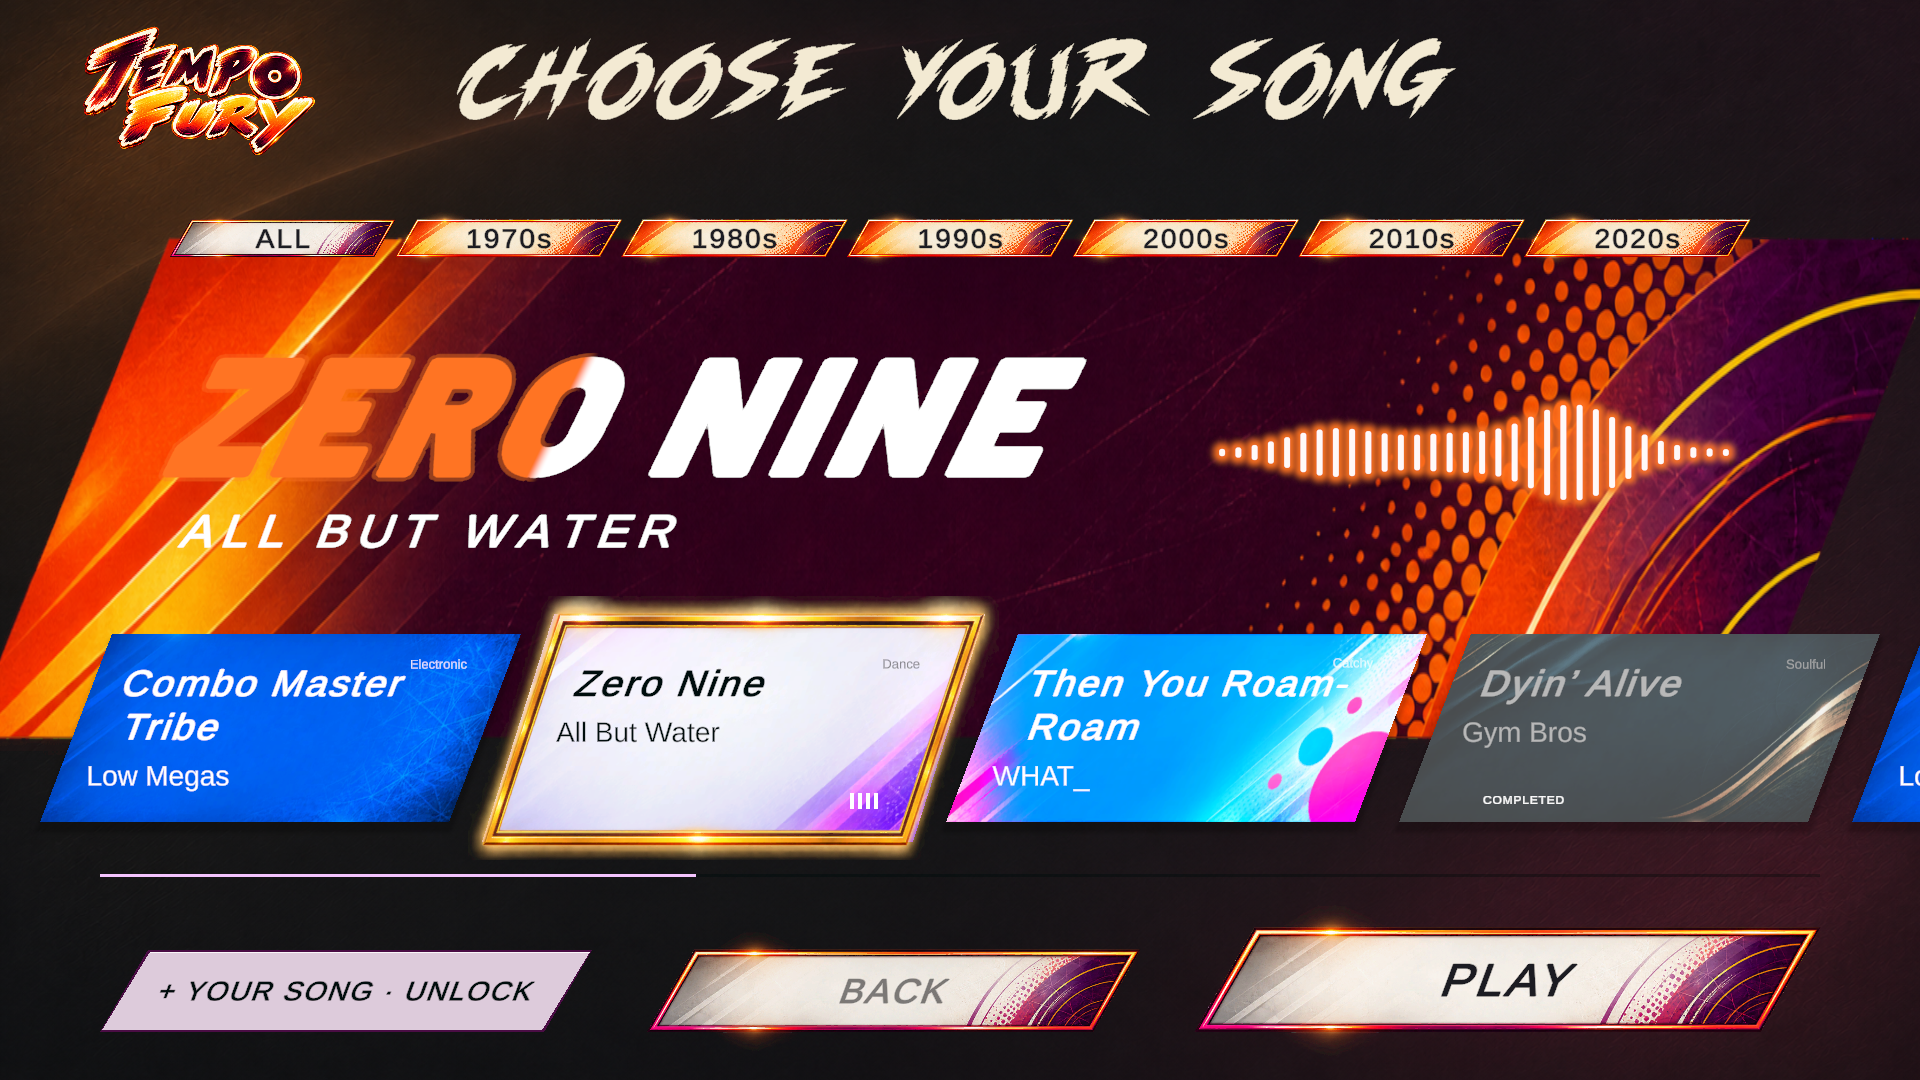 TEMPO
FURY
CHOOSE YOUR SONG
ALL
1970s
1980s
1990s
2000s
2010s
2020s
ZERO NINE
ALL BUT WATER
Combo Master
Tribe
Electronic
Low Megas
Zero Nine
Dance
All But Water
Then You Roam-
Roam
Catchy
WHAT_
Dyin’ Alive
Soulful
Gym Bros
COMPLETED
+ YOUR SONG · UNLOCK
BACK
PLAY